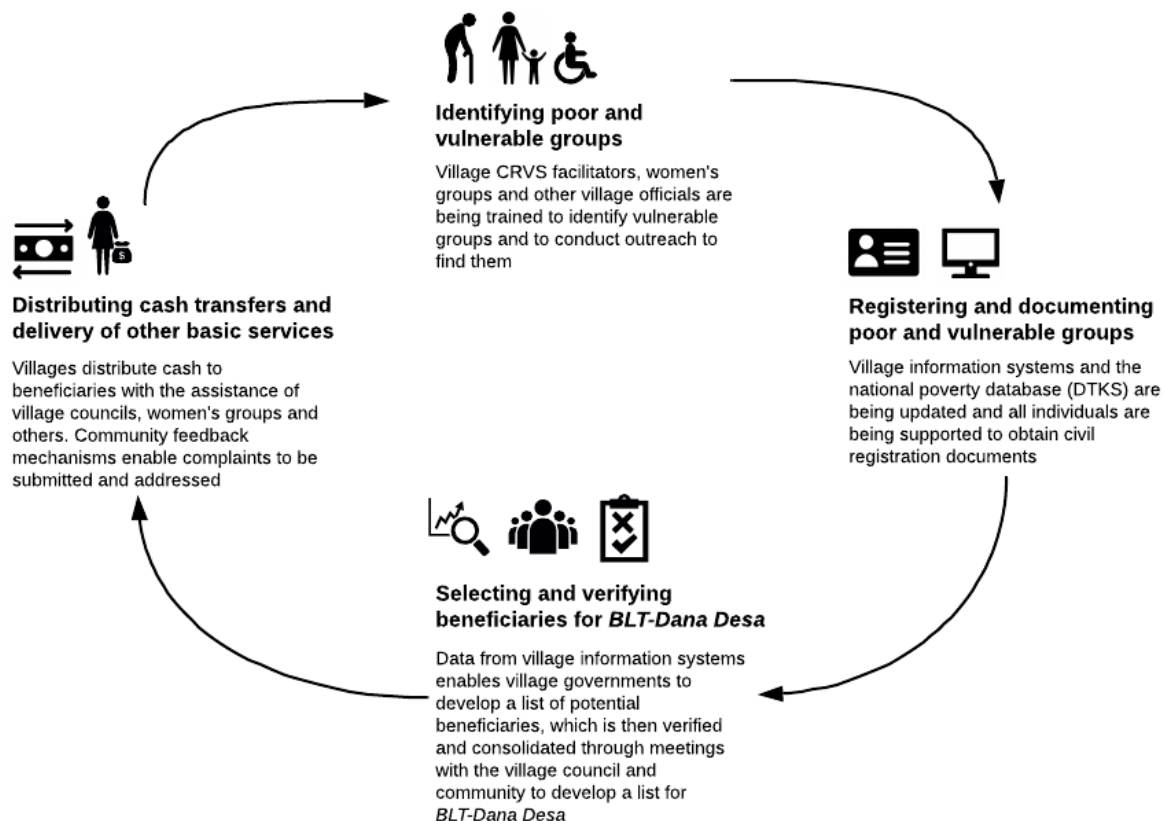 Identifying poor and
vulnerable groups
Village CRVS facilitators, women's
groups and other village officials are
being trained to identify vulnerable
groups and to conduct outreach to
find them
Registering and documenting
poor and vulnerable groups
Village information systems and the
national poverty database (DTKS) are
being updated and all individuals are
being supported to obtain civil
registration documents
Selecting and verifying
beneficiaries for BLT-Dana Desa
Data from village information systems
enables village governments to
develop a list of potential
beneficiaries, which is then verified
and consolidated through meetings
with the village council and
community to develop a list for
BLT-Dana Desa
$
Distributing cash transfers and
delivery of other basic services
Villages distribute cash to
beneficiaries with the assistance of
village councils, women's groups and
others. Community feedback
mechanisms enable complaints to be
submitted and addressed